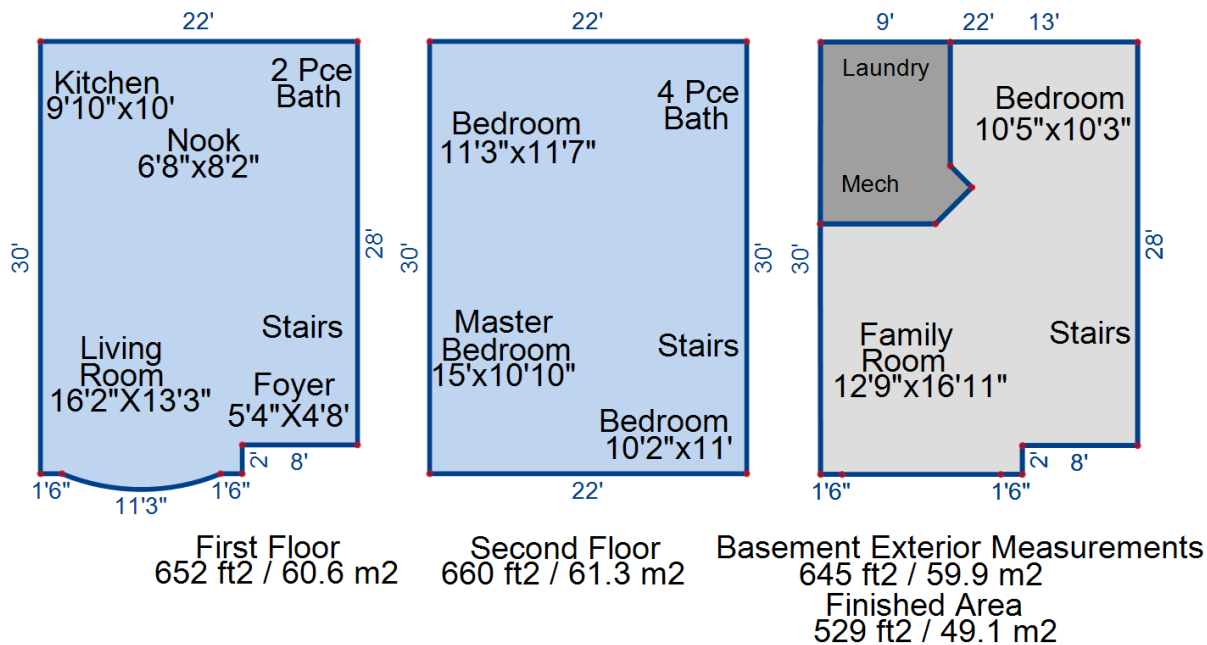 22'
Kitchen
9'10"x10'
2 Pce
Bath
Nook
6'8"x8'2"
30'
28'
Stairs
Living
Room
16'2"X13'3"
Foyer
5'4"X4'8'
2'
8'
1'6"
11'3"
1'6"
First Floor
652 ft2 / 60.6 m2
22'
4 Pce
Bath
Bedroom
11'3"x11'7"
30'
30'
Master
Bedroom
15'x10'10"
Stairs
Bedroom
10'2"x11'
22'
Second Floor
660 ft2 / 61.3 m2
9'
22'
13'
Laundry
Bedroom
10'5"x10'3"
Mech
30'
28'
Family
Room
12'9"x16'11"
Stairs
2'
8'
1'6"
1'6"
Basement Exterior Measurements
645 ft2 / 59.9 m2
Finished Area
529 ft2 / 49.1 m2